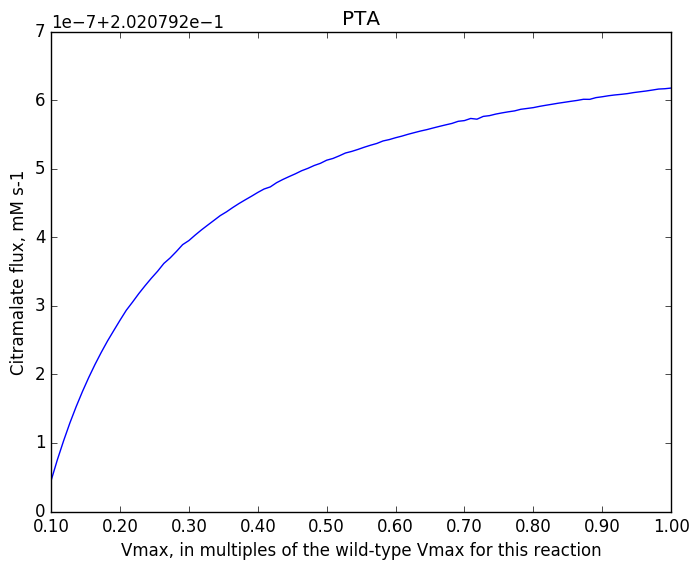 PTA
1e−7+2.020792e−1
7
6
5
4
3
2
1
0
Citramalate flux, mM s-1
0.10 0.20 0.30 0.40 0.50 0.60 0.70 0.80 0.90 1.00
Vmax, in multiples of the wild-type Vmax for this reaction